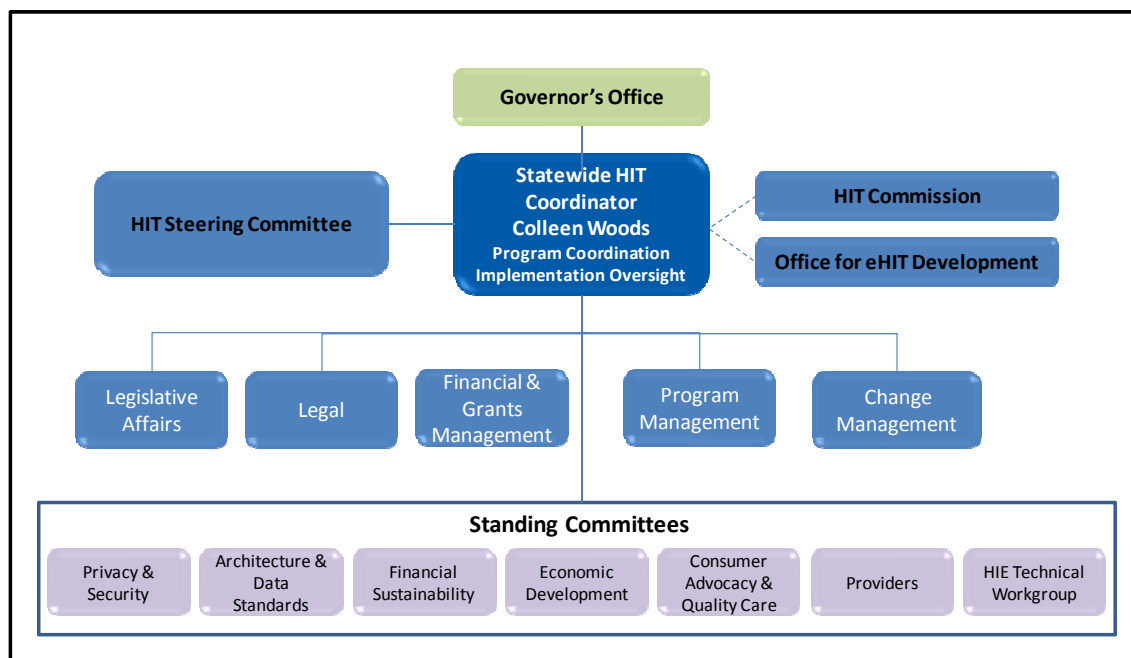 Governor's Office
Statewide HIT
Coordinator
Colleen Woods
Program Coordination
Implementation Oversight
HIT Steering Committee
HIT Commission
Office for eHIT Development
Legislative
Affairs
Legal
Financial &
Grants
Management
Program
Management
Change
Management
Standing Committees
Privacy &
Security
Architecture &
Data
Standards
Financial
Sustainability
Economic
Development
Consumer
Advocacy &
Quality Care
Providers
HIE Technical
Workgroup